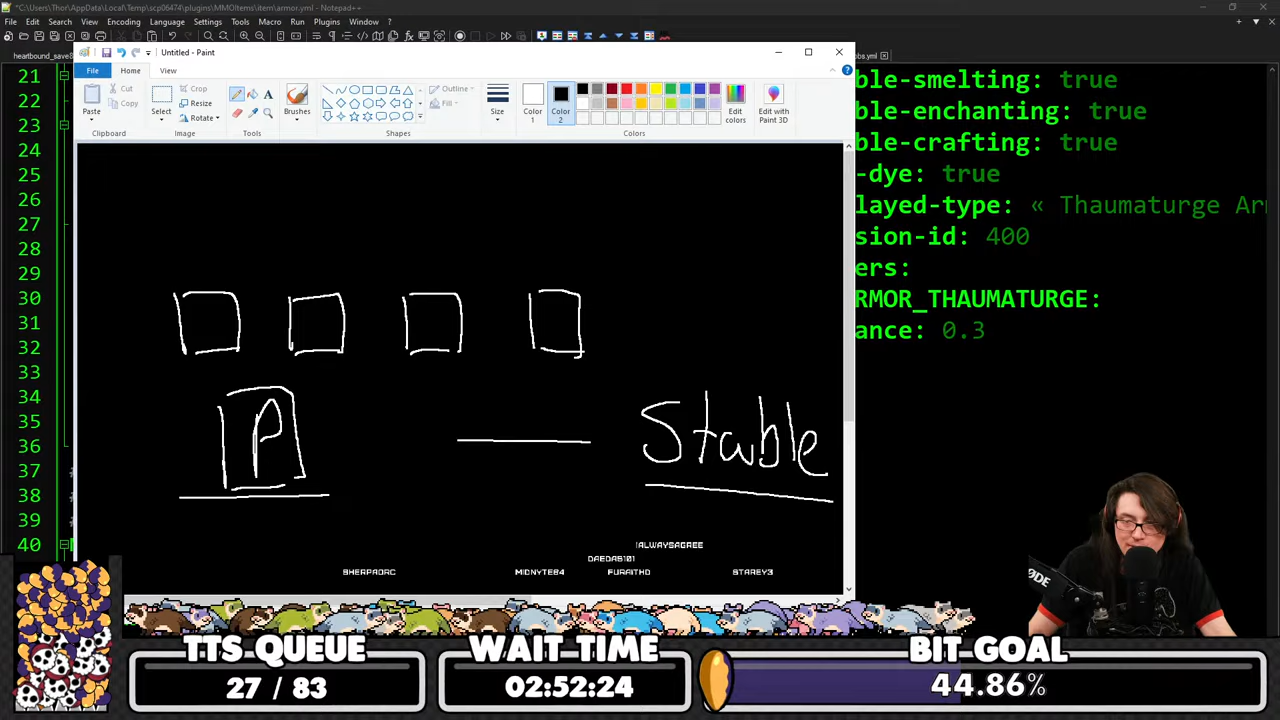 *C:\Users\Thor\AppData\Local\Temp\scp06474\plugins\MMOItems\item\armor.yml - Notepad++
File Edit Search View Encoding Language Settings Tools Macro Run Plugins Window ?
Untitled - Paint
File Home View
Paste Cut Copy Select Crop Resize Rotate Brushes Outline Fill Size Color 1 Color 2 Edit colors Edit with Paint 3D
Clipboard Image Tools Shapes Colors
21 ble-smelting: true
22 ble-enchanting: true
23 ble-crafting: true
24
25 -dye: true
26 layed-type: « Thaumaturge Ar
27 sion-id: 400
28
29 ers:
30 RMOR_THAUMATURGE:
31 ance: 0.3
32
33
34
35
36
37
38
39
40
P Stable
!ALWAYSAGREE
DAEDA5101
SHERPADRC MIDNYTE84 FURAITHD STAREY3
TTS QUEUE WAIT TIME BIT GOAL
27 / 83 02:52:24 44.86%